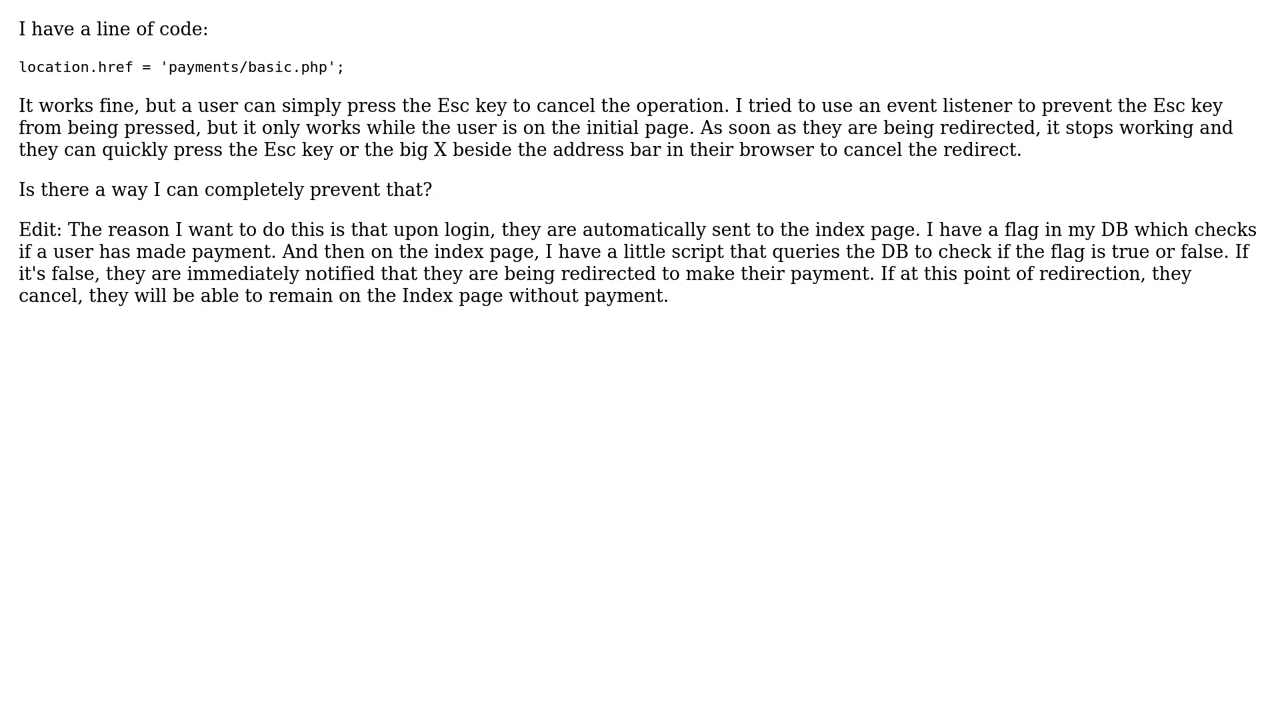 I have a line of code:
location.href = 'payments/basic.php';
It works fine, but a user can simply press the Esc key to cancel the operation. I tried to use an event listener to prevent the Esc key
from being pressed, but it only works while the user is on the initial page. As soon as they are being redirected, it stops working and
they can quickly press the Esc key or the big X beside the address bar in their browser to cancel the redirect.
Is there a way I can completely prevent that?
Edit: The reason I want to do this is that upon login, they are automatically sent to the index page. I have a flag in my DB which checks
if a user has made payment. And then on the index page, I have a little script that queries the DB to check if the flag is true or false. If
it's false, they are immediately notified that they are being redirected to make their payment. If at this point of redirection, they
cancel, they will be able to remain on the Index page without payment.